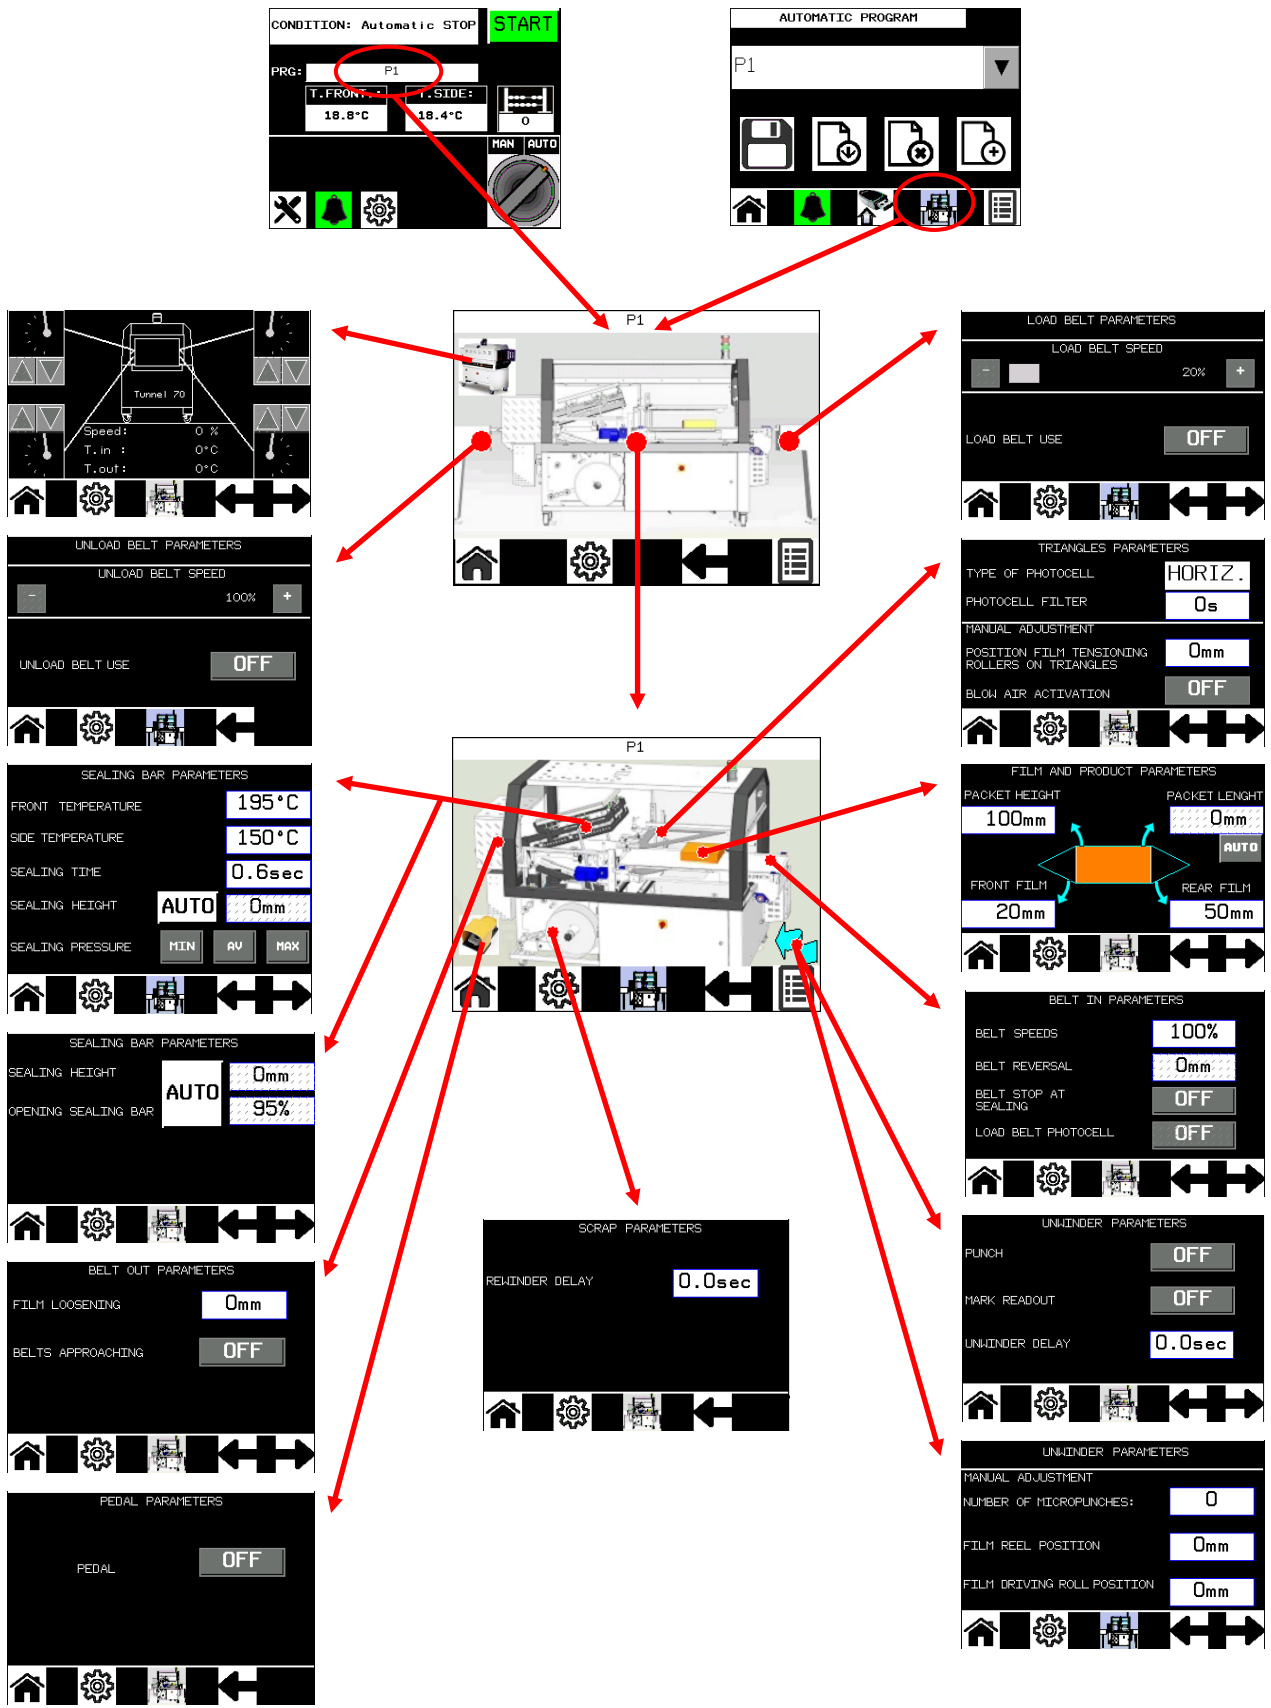 CONDITION: Automatic STOP
START
PRG:
P1
T.FRONT.:
T.SIDE:
18.8°C
18.4°C
0
MAN
AUTO
AUTOMATIC PROGRAM
P1
Tunnel 70
Speed: 0 %
T.in : 0°C
T.out: 0°C
P1
LOAD BELT PARAMETERS
LOAD BELT SPEED
- 20% +
LOAD BELT USE OFF
UNLOAD BELT PARAMETERS
UNLOAD BELT SPEED
- 100% +
UNLOAD BELT USE OFF
TRIANGLES PARAMETERS
TYPE OF PHOTOCELL HORIZ.
PHOTOCELL FILTER 0s
MANUAL ADJUSTMENT
POSITION FILM TENSIONING
ROLLERS ON TRIANGLES
0mm
BLOW AIR ACTIVATION OFF
P1
SEALING BAR PARAMETERS
FRONT TEMPERATURE 195°C
SIDE TEMPERATURE 150°C
SEALING TIME 0.6sec
SEALING HEIGHT AUTO 0mm
SEALING PRESSURE MIN AV MAX
FILM AND PRODUCT PARAMETERS
PACKET HEIGHT
PACKET LENGHT
100mm
0mm
AUTO
FRONT FILM
REAR FILM
20mm
50mm
SEALING BAR PARAMETERS
SEALING HEIGHT
AUTO
0mm
OPENING SEALING BAR
95%
BELT IN PARAMETERS
BELT SPEEDS 100%
BELT REVERSAL 0mm
BELT STOP AT
SEALING
OFF
LOAD BELT PHOTOCELL OFF
BELT OUT PARAMETERS
FILM LOOSENING 0mm
BELTS APPROACHING OFF
SCRAP PARAMETERS
REWINDER DELAY 0.0sec
UNWINDER PARAMETERS
PUNCH OFF
MARK READOUT OFF
UNWINDER DELAY 0.0sec
PEDAL PARAMETERS
PEDAL OFF
UNWINDER PARAMETERS
MANUAL ADJUSTMENT
NUMBER OF MICROPUNCHES: 0
FILM REEL POSITION 0mm
FILM DRIVING ROLL POSITION 0mm